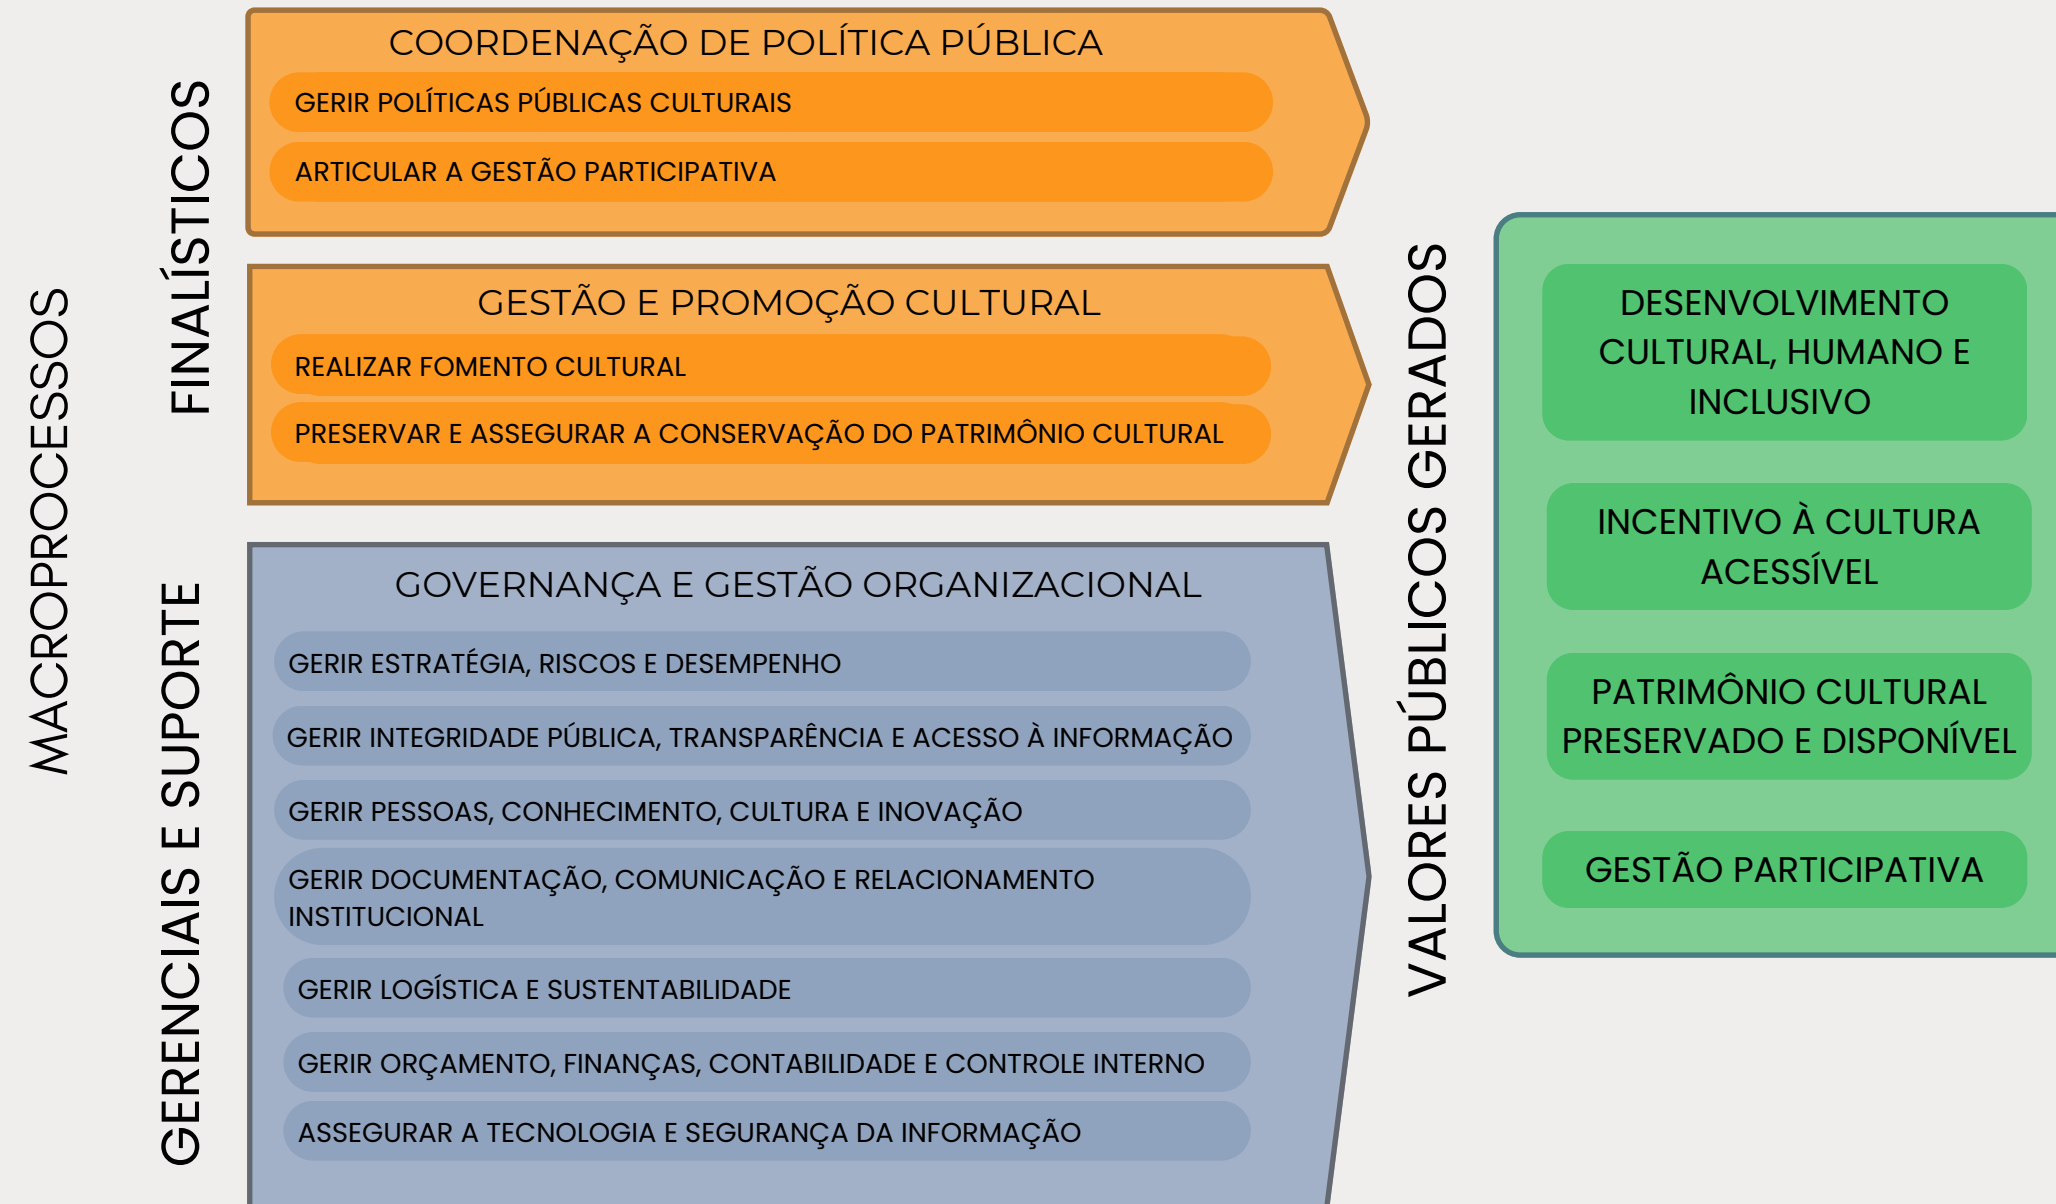 MACROPROCESSOS
FINALÍSTICOS
COORDENAÇÃO DE POLÍTICA PÚBLICA
GERIR POLÍTICAS PÚBLICAS CULTURAIS
ARTICULAR A GESTÃO PARTICIPATIVA
GESTÃO E PROMOÇÃO CULTURAL
REALIZAR FOMENTO CULTURAL
PRESERVAR E ASSEGURAR A CONSERVAÇÃO DO PATRIMÔNIO CULTURAL
GERENCIAIS E SUPORTE
GOVERNANÇA E GESTÃO ORGANIZACIONAL
GERIR ESTRATÉGIA, RISCOS E DESEMPENHO
GERIR INTEGRIDADE PÚBLICA, TRANSPARÊNCIA E ACESSO À INFORMAÇÃO
GERIR PESSOAS, CONHECIMENTO, CULTURA E INOVAÇÃO
GERIR DOCUMENTAÇÃO, COMUNICAÇÃO E RELACIONAMENTO
INSTITUCIONAL
GERIR LOGÍSTICA E SUSTENTABILIDADE
GERIR ORÇAMENTO, FINANÇAS, CONTABILIDADE E CONTROLE INTERNO
ASSEGURAR A TECNOLOGIA E SEGURANÇA DA INFORMAÇÃO
VALORES PÚBLICOS GERADOS
DESENVOLVIMENTO
CULTURAL, HUMANO E
INCLUSIVO
INCENTIVO À CULTURA
ACESSÍVEL
PATRIMÔNIO CULTURAL
PRESERVADO E DISPONÍVEL
GESTÃO PARTICIPATIVA